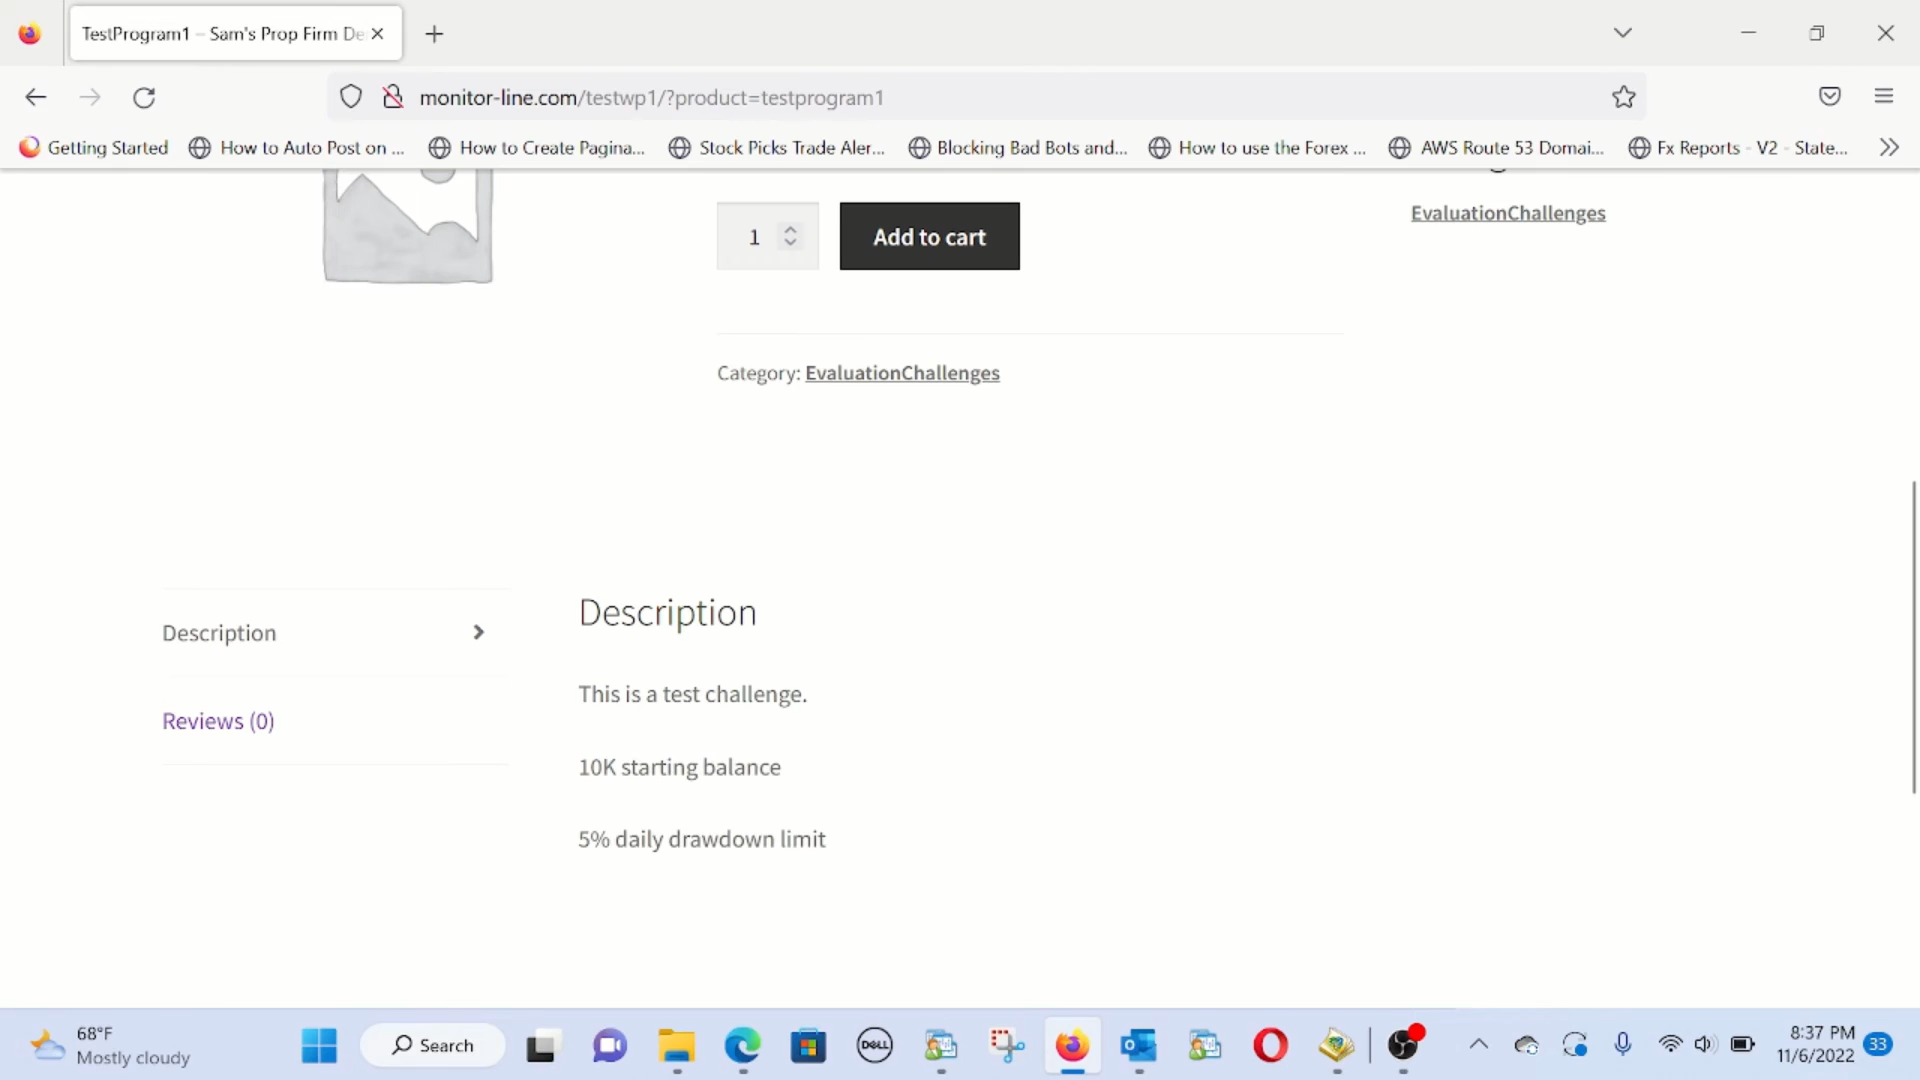 TestProgram1 – Sam's Prop Firm De
monitor-line.com/testwp1/?product=testprogram1
Getting Started
How to Auto Post on ...
How to Create Pagina...
Stock Picks Trade Aler...
Blocking Bad Bots and...
How to use the Forex ...
AWS Route 53 Domai...
Fx Reports - V2 - State...
EvaluationChallenges
1
Add to cart
Category: EvaluationChallenges
Description
Description
This is a test challenge.
Reviews (0)
10K starting balance
5% daily drawdown limit
68°F
Mostly cloudy
Search
DELL
8:37 PM
11/6/2022
33